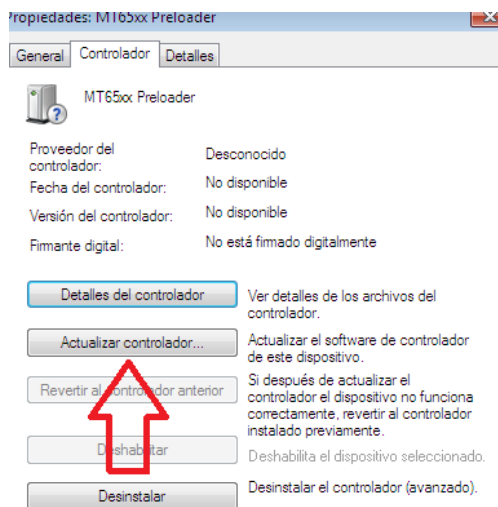 Propiedades: MT65xx Preloader
General Controlador Detalles
MT65xx Preloader
Proveedor del controlador: Desconocido
Fecha del controlador: No disponible
Versión del controlador: No disponible
Firmante digital: No está firmado digitalmente
Detalles del controlador
Ver detalles de los archivos del
controlador.
Actualizar controlador...
Actualizar el software de controlador
de este dispositivo.
Revertir al controlador anterior
Si después de actualizar el
controlador el dispositivo no funciona
correctamente, revertir al controlador
instalado previamente.
Deshabilitar
Deshabilita el dispositivo seleccionado.
Desinstalar
Desinstalar el controlador (avanzado).